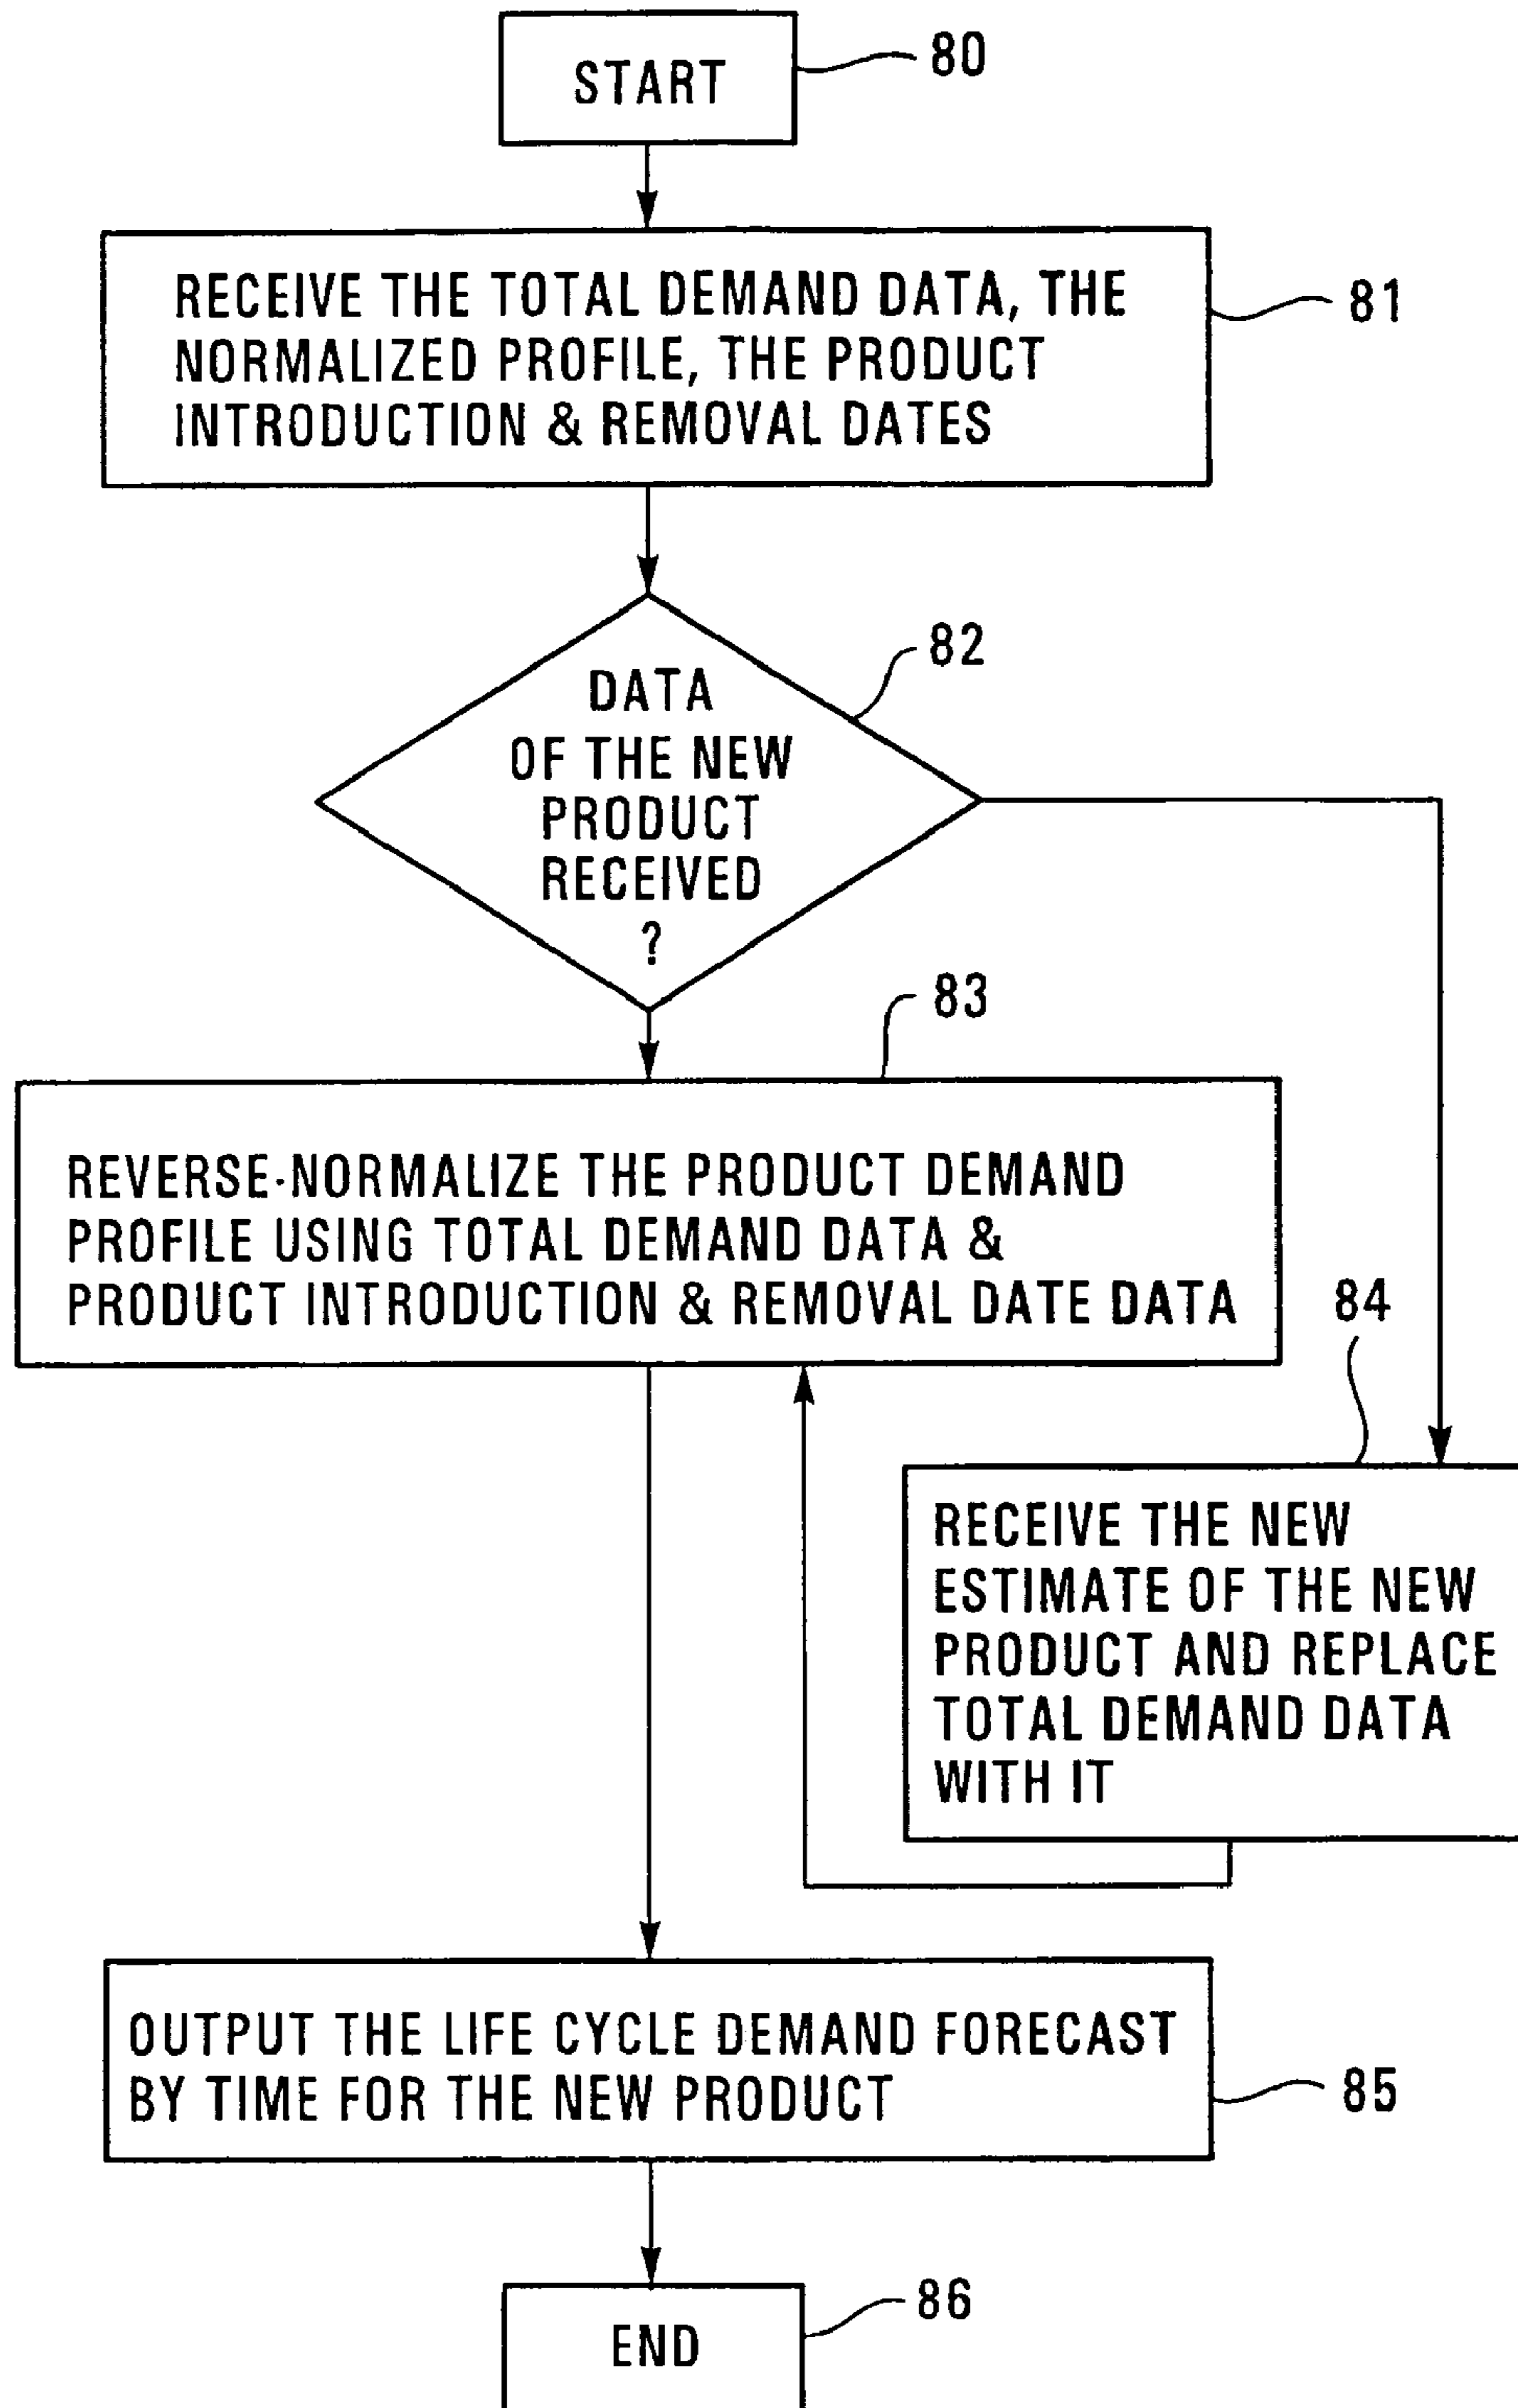 START
80
RECEIVE THE TOTAL DEMAND DATA, THE
NORMALIZED PROFILE, THE PRODUCT
INTRODUCTION & REMOVAL DATES
81
DATA
OF THE NEW
PRODUCT
RECEIVED
?
82
83
REVERSE-NORMALIZE THE PRODUCT DEMAND
PROFILE USING TOTAL DEMAND DATA &
PRODUCT INTRODUCTION & REMOVAL DATE DATA
84
RECEIVE THE NEW
ESTIMATE OF THE NEW
PRODUCT AND REPLACE
TOTAL DEMAND DATA
WITH IT
OUTPUT THE LIFE CYCLE DEMAND FORECAST
BY TIME FOR THE NEW PRODUCT
85
END
86